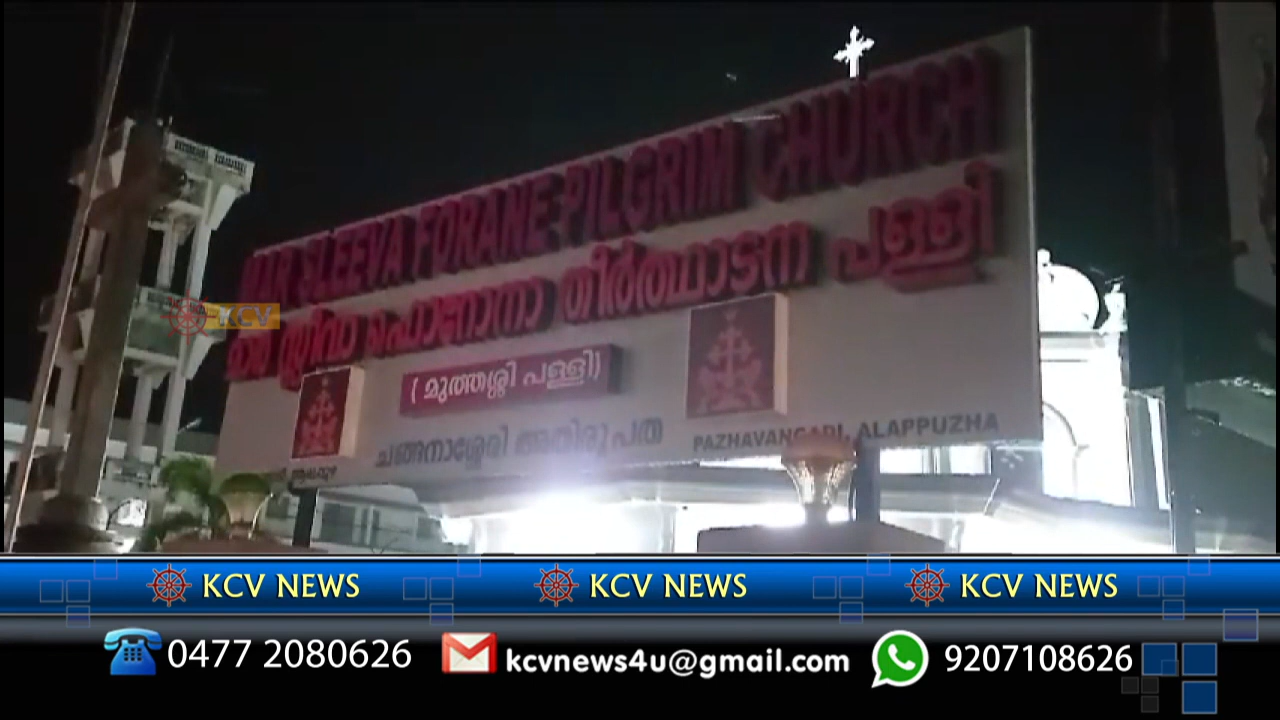 MAR SLEEVA FORANE PILGRIM CHURCH
മാർ സ്ലീവാ ഫൊറോനാ തീർത്ഥാടന പള്ളി
( മുത്തശ്ശി പള്ളി)
ചങ്ങനാശ്ശേരി അതിരൂപത
PAZHAVANGADI, ALAPPUZHA
KCV
KCV NEWS KCV NEWS KCV NEWS
0477 2080626 kcvnews4u@gmail.com 9207108626